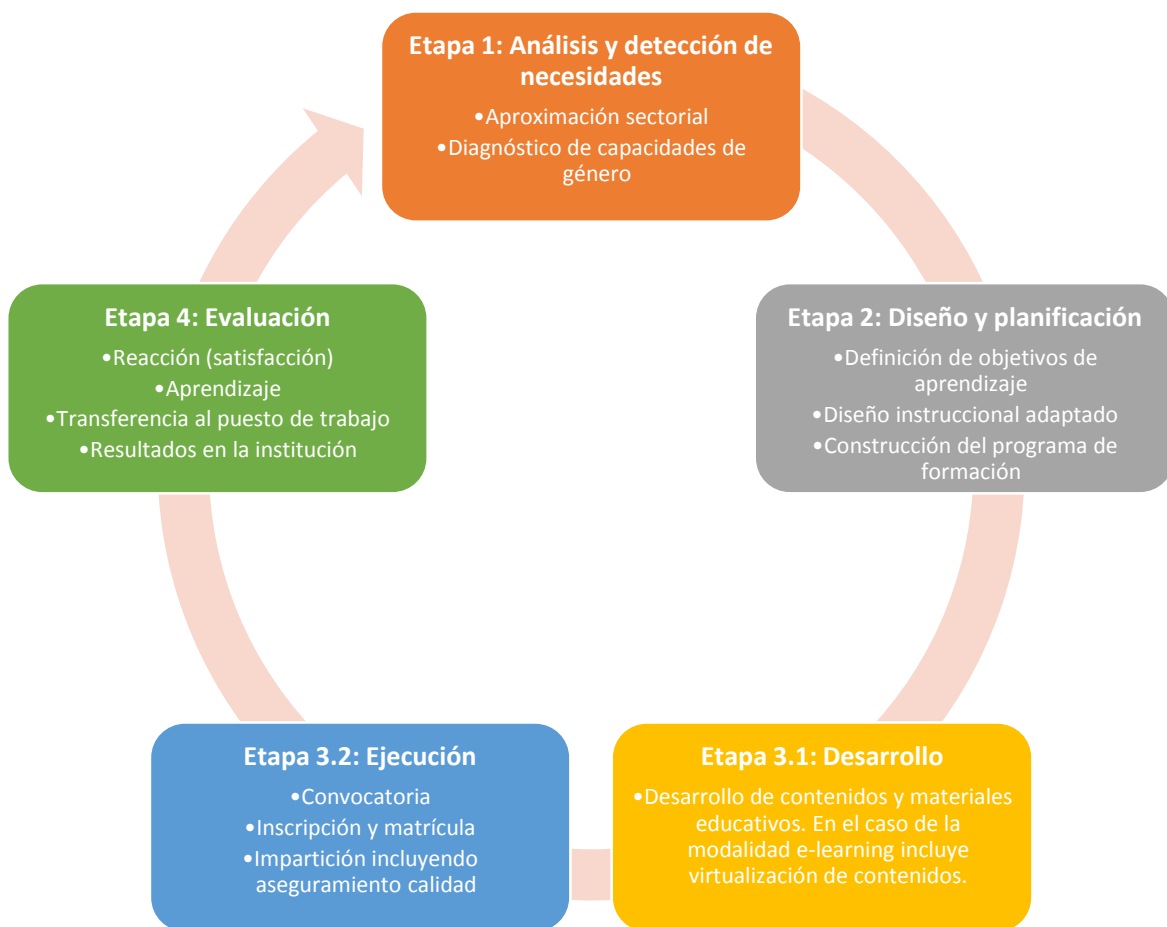 Etapa 1: Análisis y detección de
necesidades
•Aproximación sectorial
•Diagnóstico de capacidades de
género
Etapa 2: Diseño y planificación
•Definición de objetivos de
aprendizaje
•Diseño instruccional adaptado
•Construcción del programa de
formación
Etapa 3.1: Desarrollo
•Desarrollo de contenidos y materiales
educativos. En el caso de la
modalidad e-learning incluye
virtualización de contenidos.
Etapa 3.2: Ejecución
•Convocatoria
•Inscripción y matrícula
•Impartición incluyendo
aseguramiento calidad
Etapa 4: Evaluación
•Reacción (satisfacción)
•Aprendizaje
•Transferencia al puesto de trabajo
•Resultados en la institución